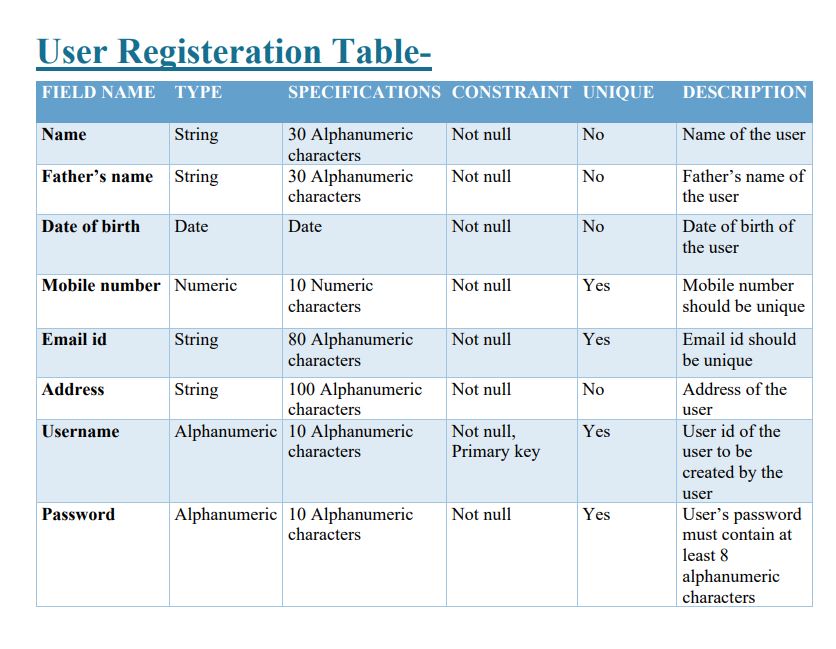 User Registeration Table-
FIELD NAME TYPE SPECIFICATIONS CONSTRAINT UNIQUE DESCRIPTION
Name String 30 Alphanumeric Not null No Name of the user
characters
Father’s name String 30 Alphanumeric Not null No Father’s name of
characters the user
Date of birth Date Date Not null No Date of birth of
the user
Mobile number Numeric 10 Numeric Not null Yes Mobile number
characters should be unique
Email id String 80 Alphanumeric Not null Yes Email id should
characters be unique
Address String 100 Alphanumeric Not null No Address of the
characters user
Username Alphanumeric 10 Alphanumeric Not null, Yes User id of the
characters Primary key user to be
created by the
user
Password Alphanumeric 10 Alphanumeric Not null Yes User’s password
characters must contain at
least 8
alphanumeric
characters